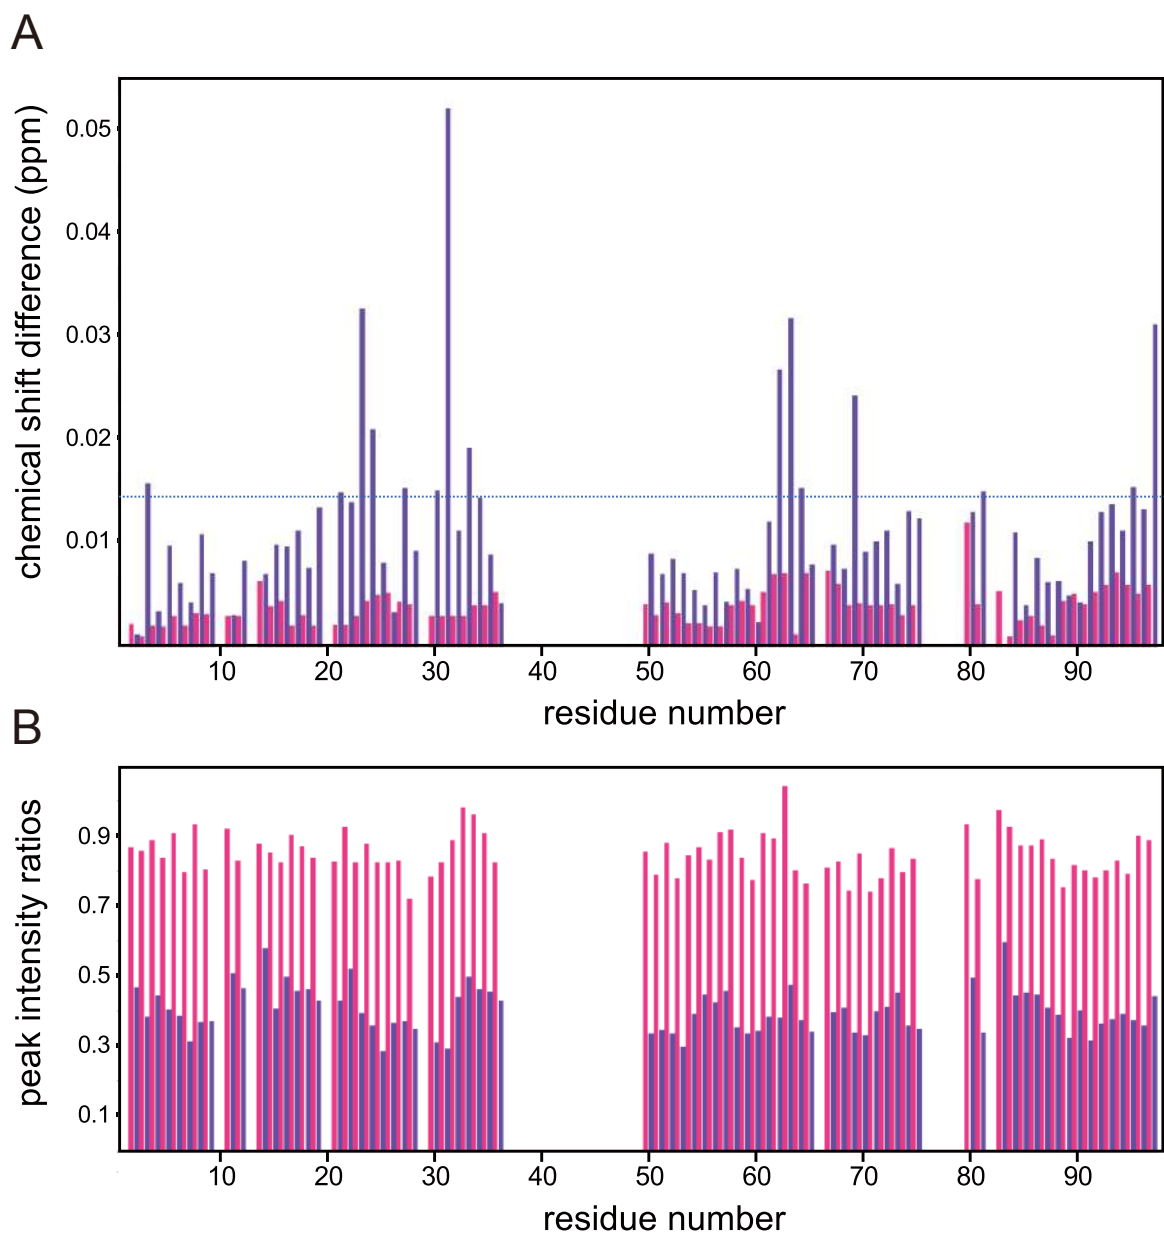 A
chemical shift difference (ppm)
0.05
0.04
0.03
0.02
0.01
10 20 30 40 50 60 70 80 90
residue number
B
peak intensity ratios
0.9
0.7
0.5
0.3
0.1
10 20 30 40 50 60 70 80 90
residue number